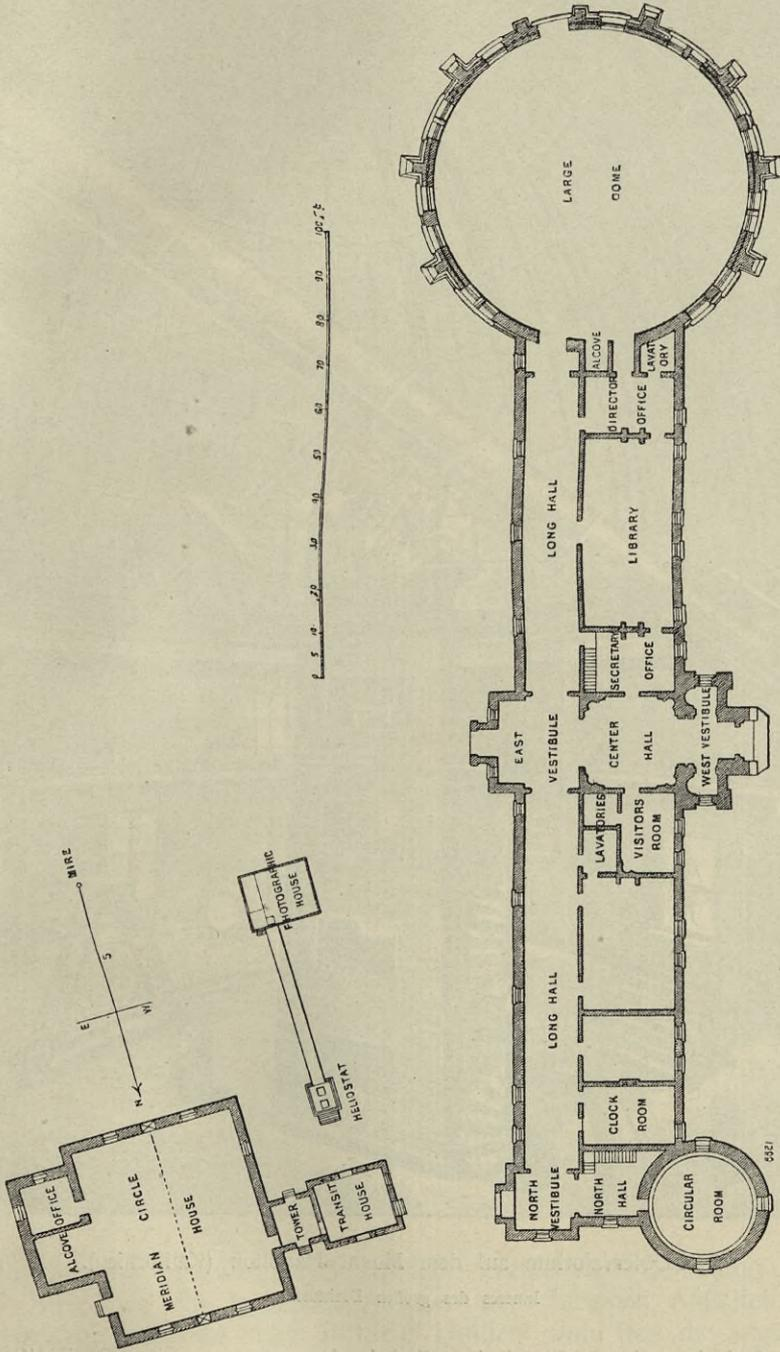 LARGE
DOME
0 5 10 20 30 40 50 60 70 80 90 100 ft
ALCOVE
LAVAT
ORY
DIRECTOR
OFFICE
LONG HALL
LIBRARY
SECRETARY
OFFICE
EAST
VESTIBULE
CENTER
HALL
WEST VESTIBULE
LAVATORIES
VISITORS
ROOM
LONG HALL
CLOCK
ROOM
NORTH
VESTIBULE
NORTH
HALL
CIRCULAR
ROOM
MIRE
S
E
W
N
PHOTOGRAPHIC
HOUSE
HELIOSTAT
OFFICE
ALCOVE
MERIDIAN CIRCLE
HOUSE
TOWER
TRANSIT
HOUSE